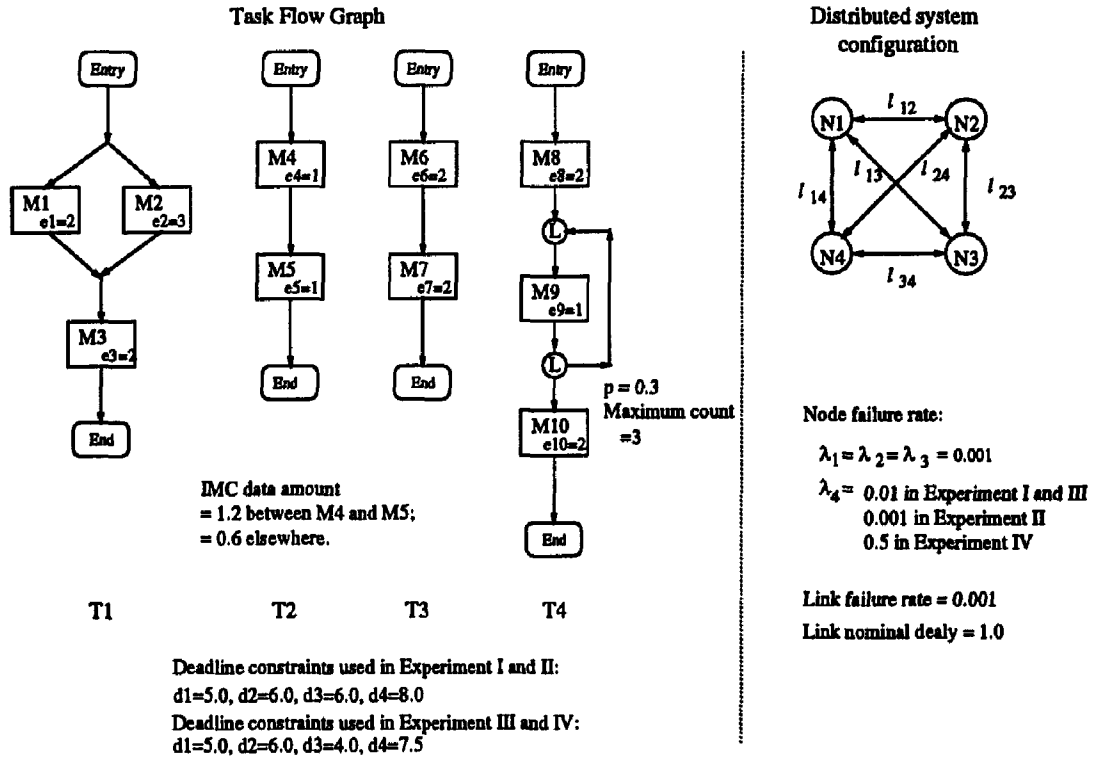 Task Flow Graph
Distributed system
configuration
Entry
Entry
Entry
Entry
M1
e1=2
M2
e2=3
M3
e3=2
End
M4
e4=1
M5
e5=1
End
M6
e6=2
M7
e7=2
End
M8
e8=2
L
M9
e9=1
L
p = 0.3
Maximum count
=3
M10
e10=2
End
N1
l 12
N2
l 13
l 24
l 14
l 23
N4
l 34
N3
IMC data amount
= 1.2 between M4 and M5;
= 0.6 elsewhere.
Node failure rate:
λ1= λ2= λ3 = 0.001
λ4= 0.01 in Experiment I and III
0.001 in Experiment II
0.5 in Experiment IV
Link failure rate = 0.001
Link nominal dealy = 1.0
T1
T2
T3
T4
Deadline constraints used in Experiment I and II:
d1=5.0, d2=6.0, d3=6.0, d4=8.0
Deadline constraints used in Experiment III and IV:
d1=5.0, d2=6.0, d3=4.0, d4=7.5